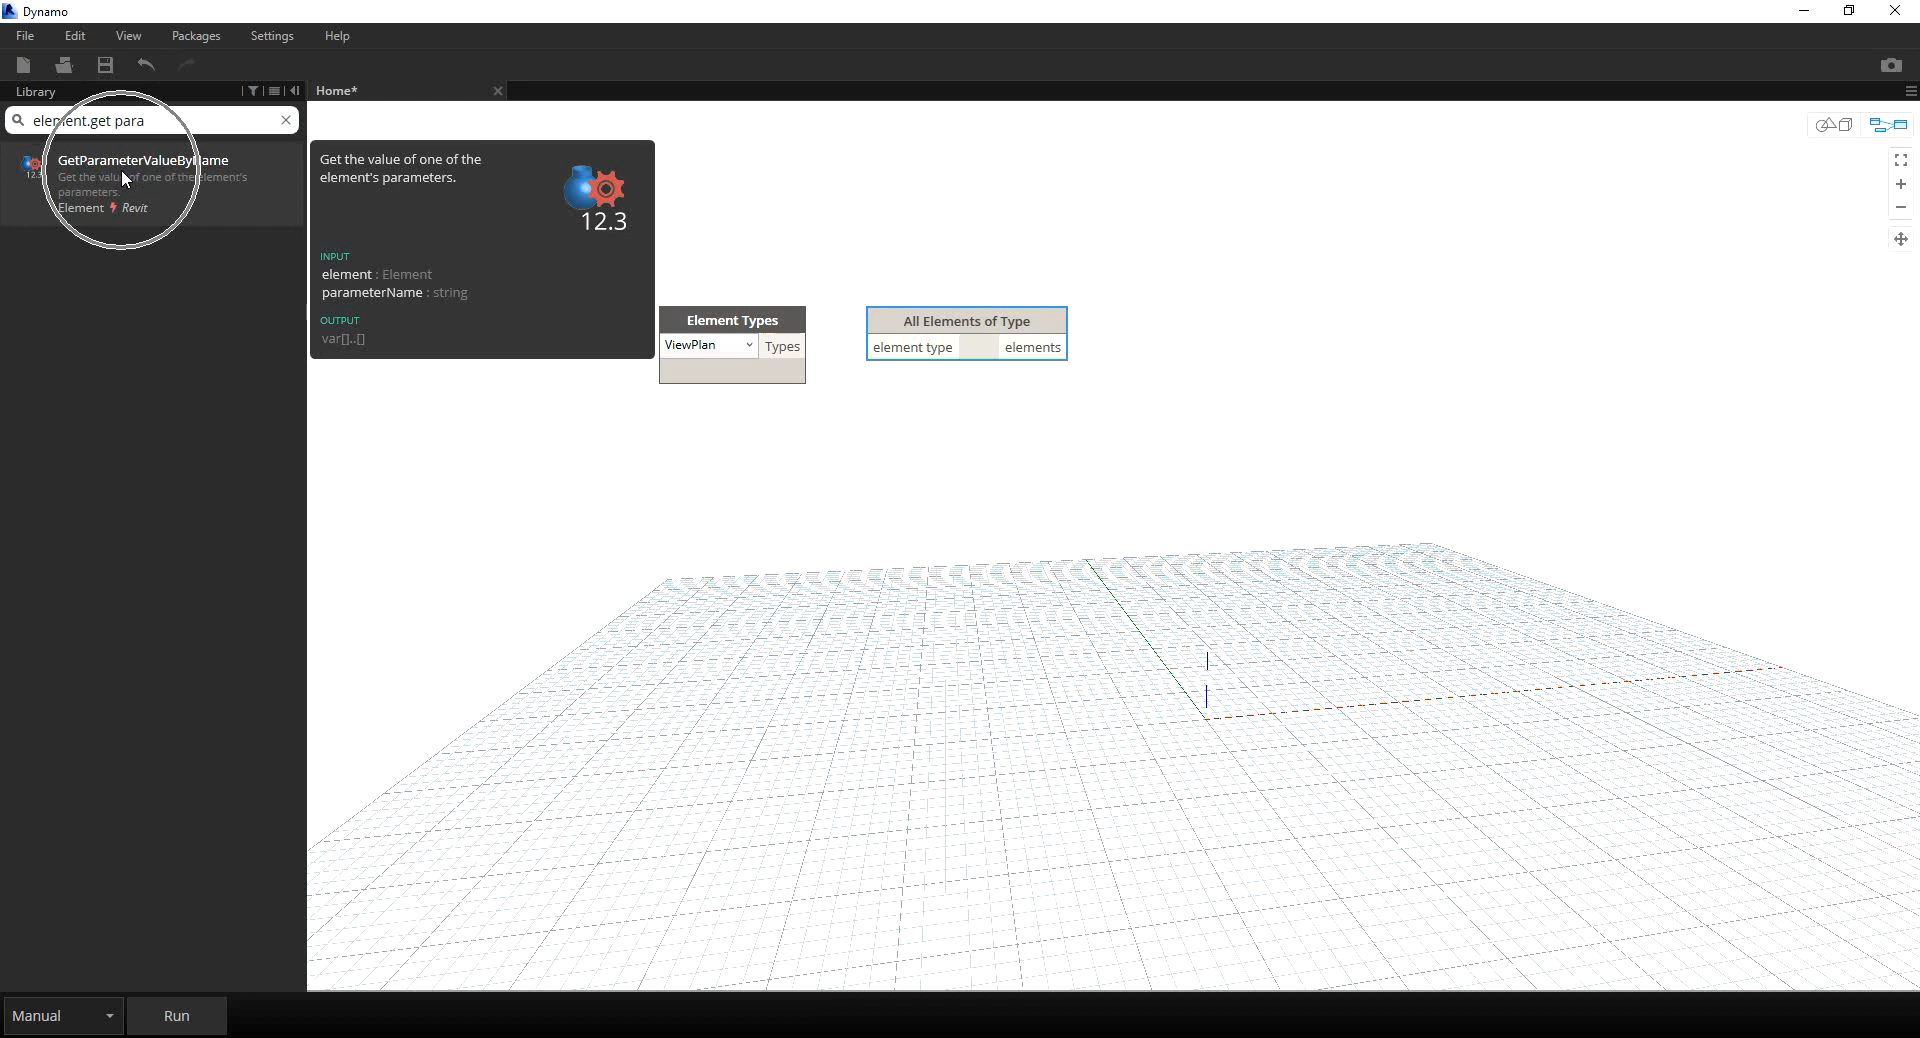 Dynamo
File Edit View Packages Settings Help
Library
Home*
element.get para
GetParameterValueByName
Get the value of one of the element's
parameters.
Element Revit
12.3
Get the value of one of the
element's parameters.
12.3
INPUT
element : Element
parameterName : string
OUTPUT
var[]..[]
Element Types
ViewPlan Types
All Elements of Type
element type elements
Manual Run